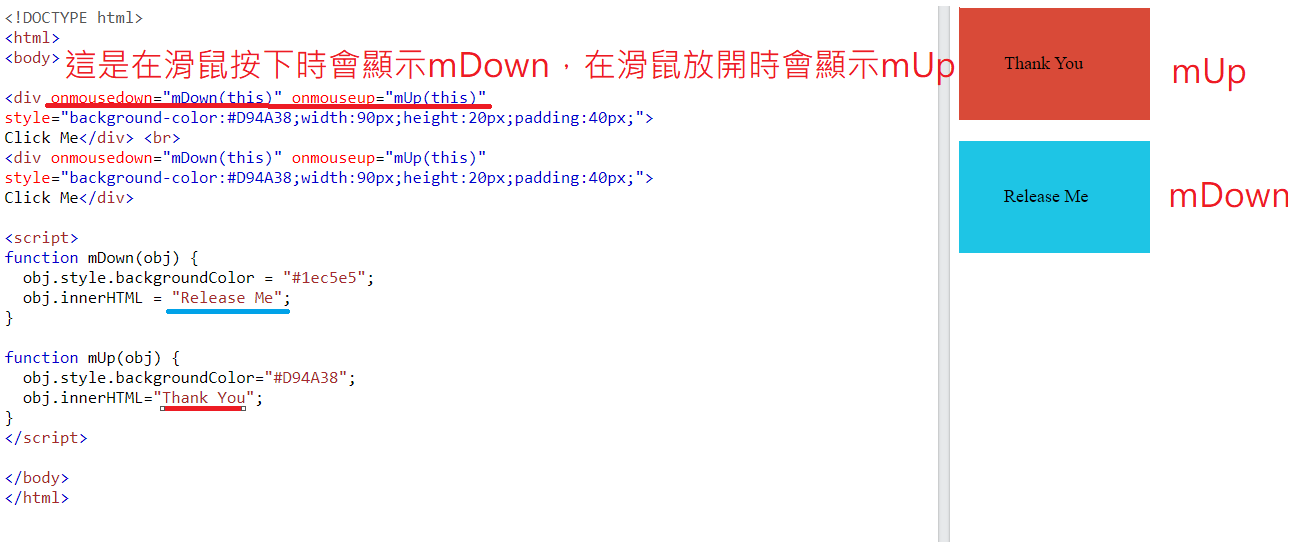 <!DOCTYPE html>
<html>
<body>
這是在滑鼠按下時會顯示mDown，在滑鼠放開時會顯示mUp
<div onmousedown="mDown(this)" onmouseup="mUp(this)"
style="background-color:#D94A38;width:90px;height:20px;padding:40px;">
Click Me</div> <br>
<div onmousedown="mDown(this)" onmouseup="mUp(this)"
style="background-color:#D94A38;width:90px;height:20px;padding:40px;">
Click Me</div>
<script>
function mDown(obj) {
  obj.style.backgroundColor = "#1ec5e5";
  obj.innerHTML = "Release Me";
}
function mUp(obj) {
  obj.style.backgroundColor="#D94A38";
  obj.innerHTML="Thank You";
}
</script>
</body>
</html>
Thank You
mUp
Release Me
mDown